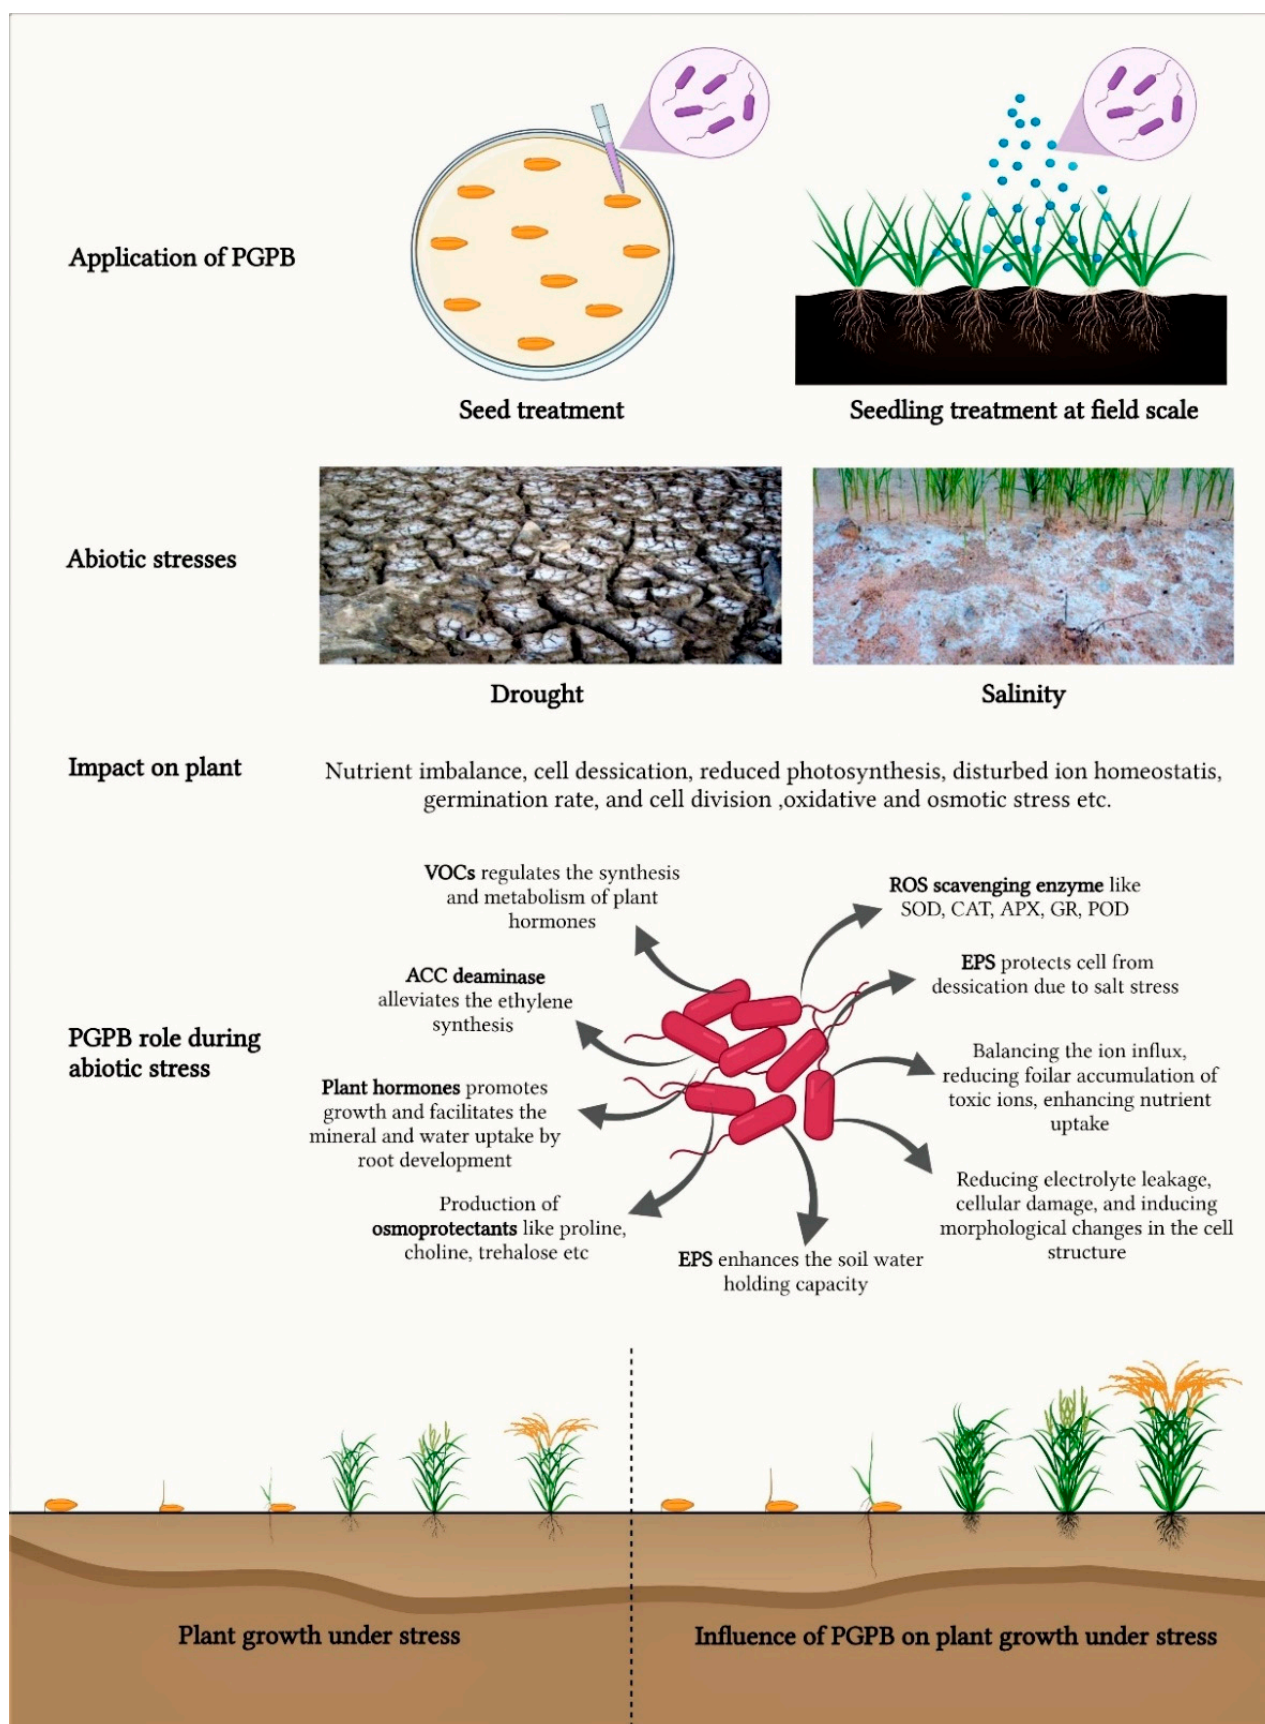 Application of PGPB
Seed treatment
Seedling treatment at field scale
Abiotic stresses
Drought
Salinity
Impact on plant
Nutrient imbalance, cell dessication, reduced photosynthesis, disturbed ion homeostatis,
germination rate, and cell division ,oxidative and osmotic stress etc.
PGPB role during
abiotic stress
VOCs regulates the synthesis
and metabolism of plant
hormones
ACC deaminase
alleviates the ethylene
synthesis
Plant hormones promotes
growth and facilitates the
mineral and water uptake by
root development
Production of
osmoprotectants like proline,
choline, trehalose etc
EPS enhances the soil water
holding capacity
ROS scavenging enzyme like
SOD, CAT, APX, GR, POD
EPS protects cell from
dessication due to salt stress
Balancing the ion influx,
reducing foilar accumulation of
toxic ions, enhancing nutrient
uptake
Reducing electrolyte leakage,
cellular damage, and inducing
morphological changes in the cell
structure
Plant growth under stress
Influence of PGPB on plant growth under stress